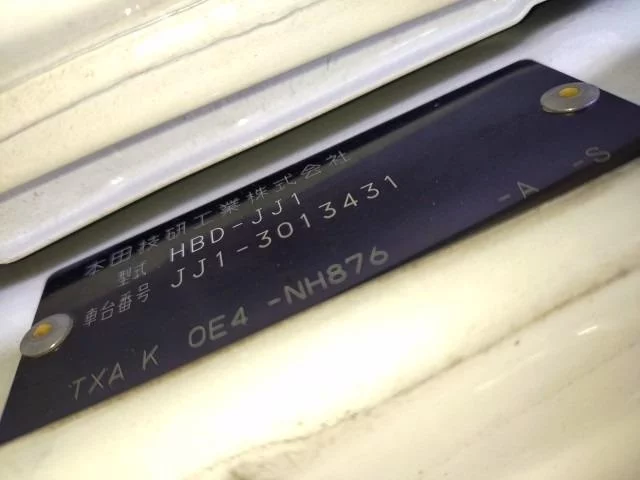 本田技研工業株式会社
型式 HBD-JJ1
車台番号 JJ1-3013431
TXA K 0E4 -NH876 -A -S